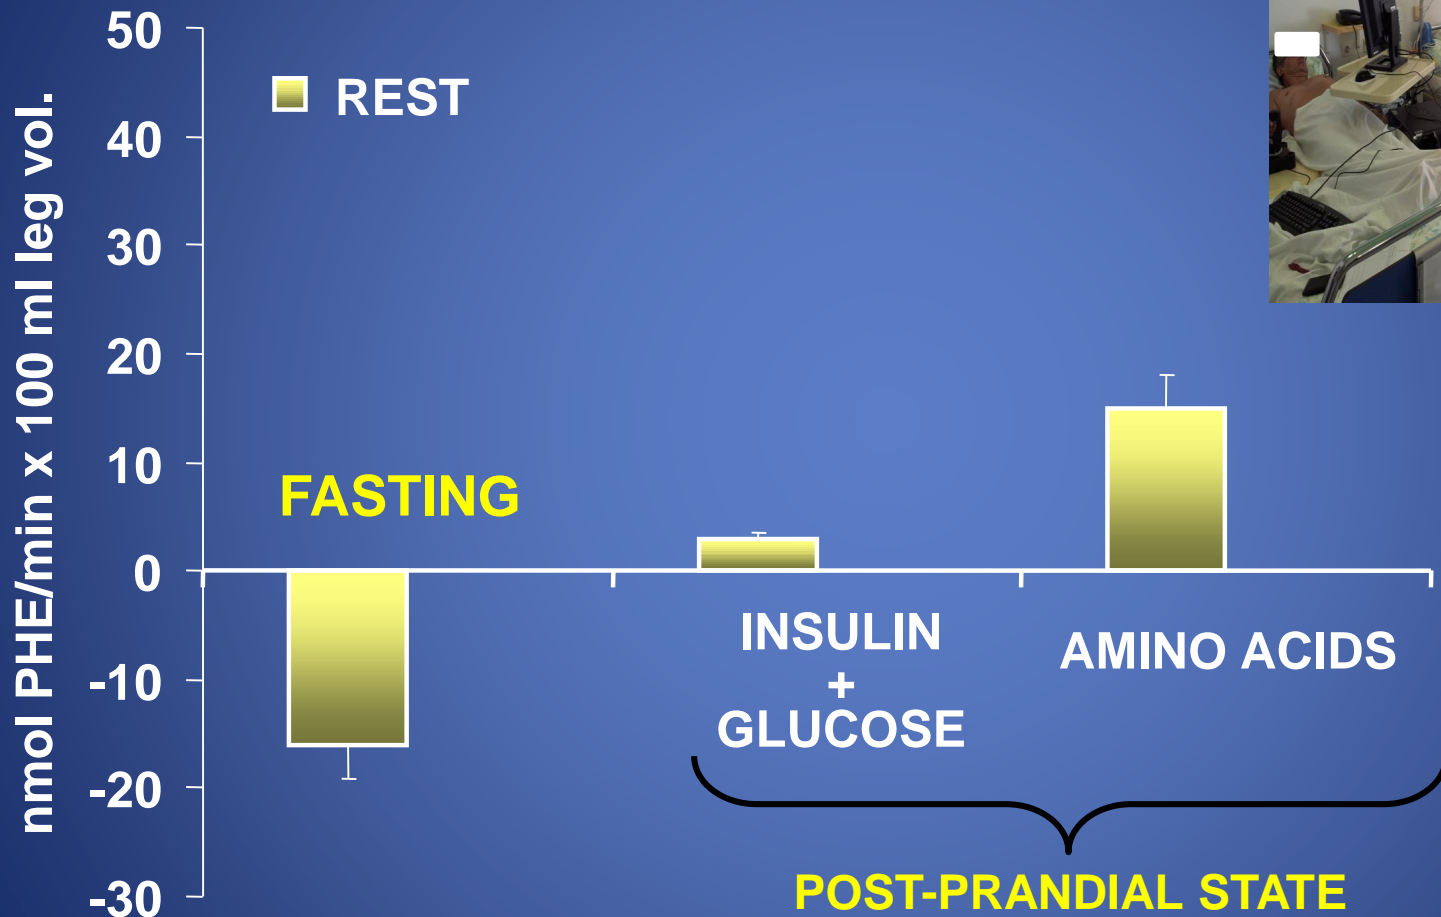 nmol PHE/min x 100 ml leg vol.
50
40
30
20
10
0
-10
-20
-30
REST
FASTING
INSULIN
+
GLUCOSE
AMINO ACIDS
POST-PRANDIAL STATE